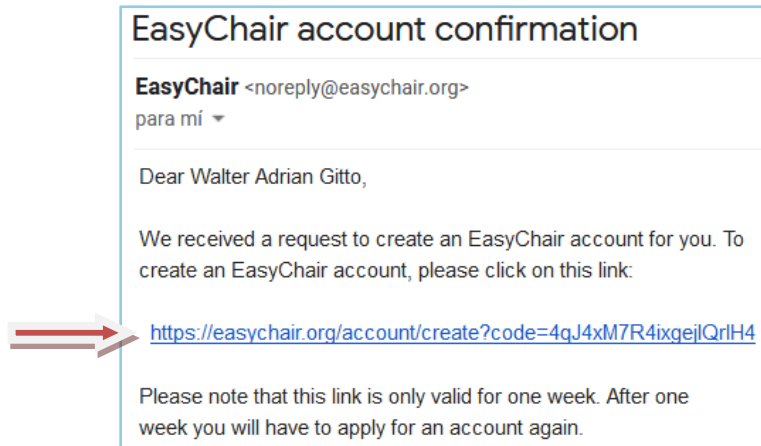 EasyChair account confirmation
EasyChair <noreply@easychair.org>
para mí
Dear Walter Adrian Gitto,
We received a request to create an EasyChair account for you. To
create an EasyChair account, please click on this link:
https://easychair.org/account/create?code=4qJ4xM7R4ixgejlQrlH4
Please note that this link is only valid for one week. After one
week you will have to apply for an account again.